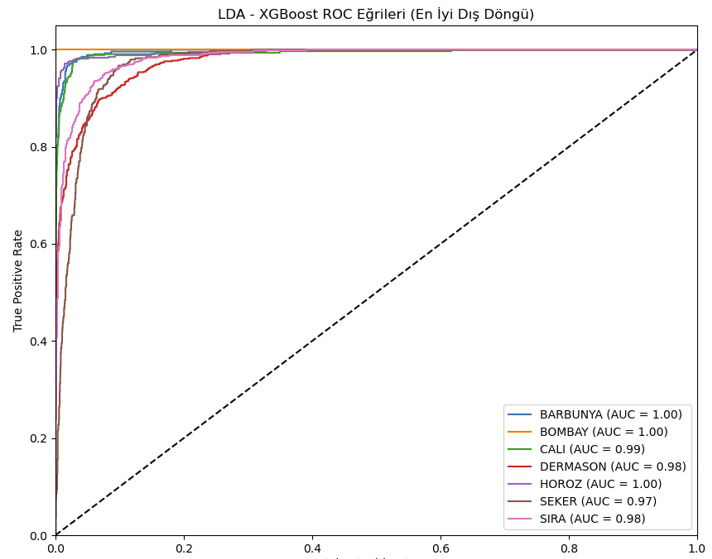 LDA - XGBoost ROC Eğrileri (En İyi Dış Döngü)
1.0
0.8
0.6
0.4
0.2
0.0
True Positive Rate
BARBUNYA (AUC = 1.00)
BOMBAY (AUC = 1.00)
CALI (AUC = 0.99)
DERMASON (AUC = 0.98)
HOROZ (AUC = 1.00)
SEKER (AUC = 0.97)
SIRA (AUC = 0.98)
0.0 0.2 0.4 0.6 0.8 1.0